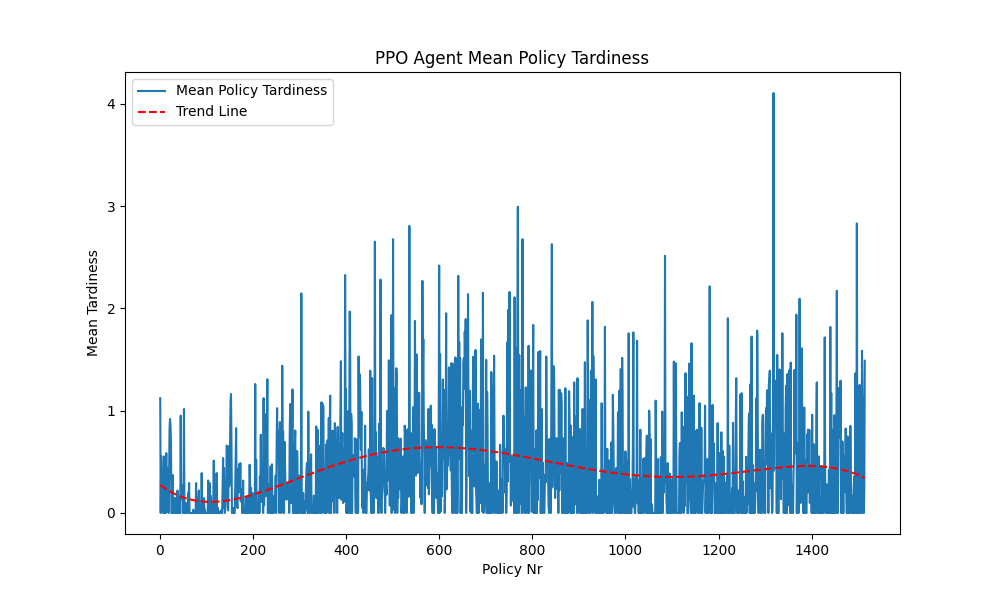 PPO Agent Mean Policy Tardiness
Mean Policy Tardiness
Trend Line
Mean Tardiness
4
3
2
1
0
0 200 400 600 800 1000 1200 1400
Policy Nr